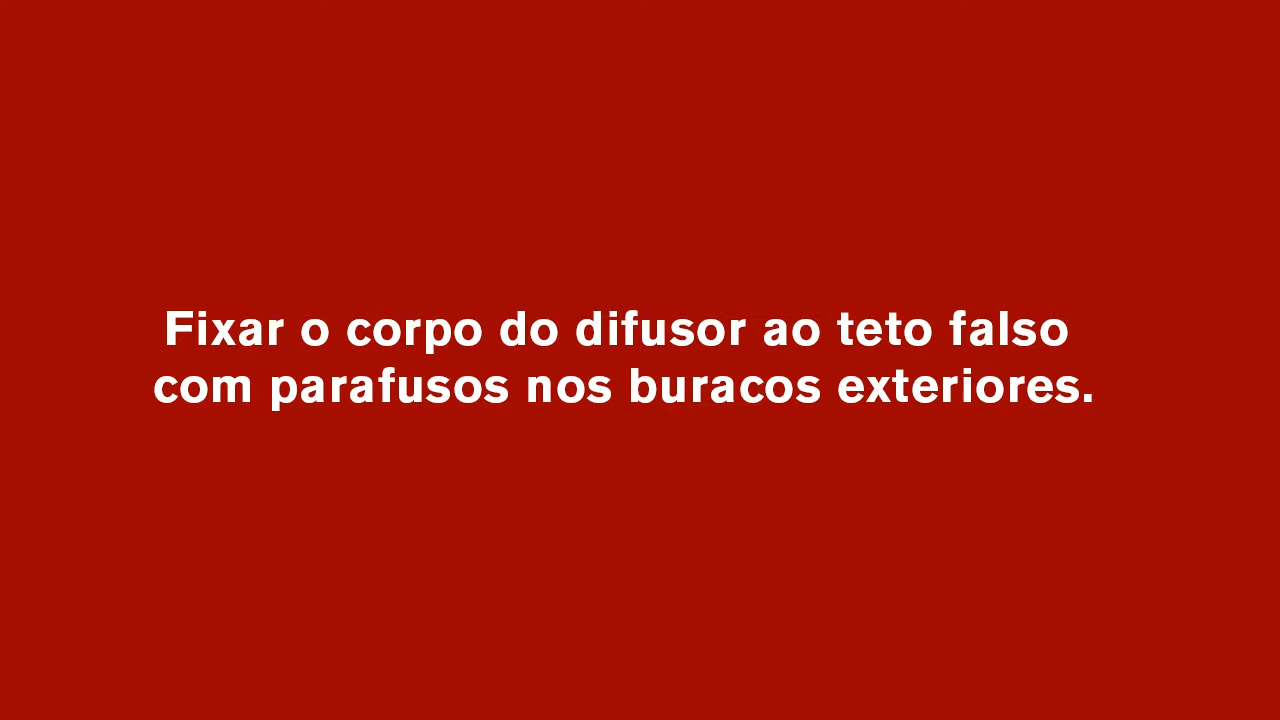 Fixar o corpo do difusor ao teto falso
com parafusos nos buracos exteriores.